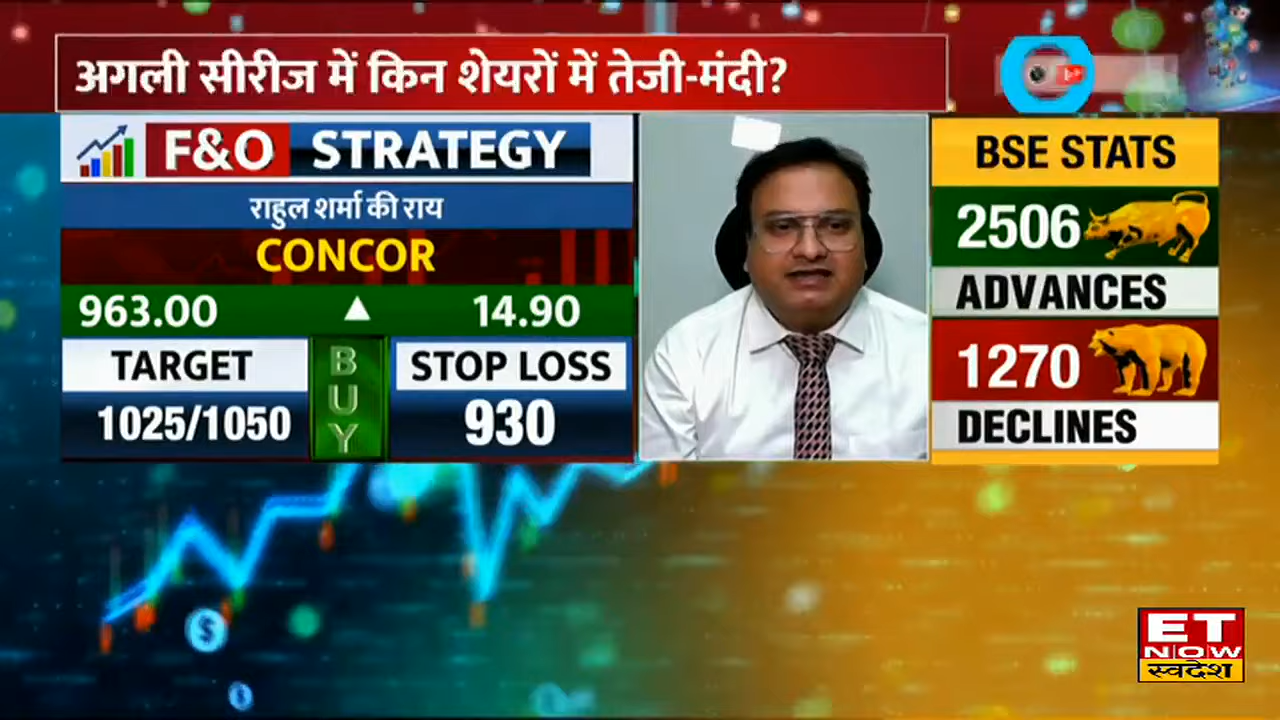 अगली सीरीज में किन शेयरों में तेजी-मंदी?
F&O STRATEGY
राहुल शर्मा की राय
CONCOR
963.00 ▲ 14.90
TARGET
1025/1050
BUY
STOP LOSS
930
BSE STATS
2506
ADVANCES
1270
DECLINES
ET
NOW
स्वदेश